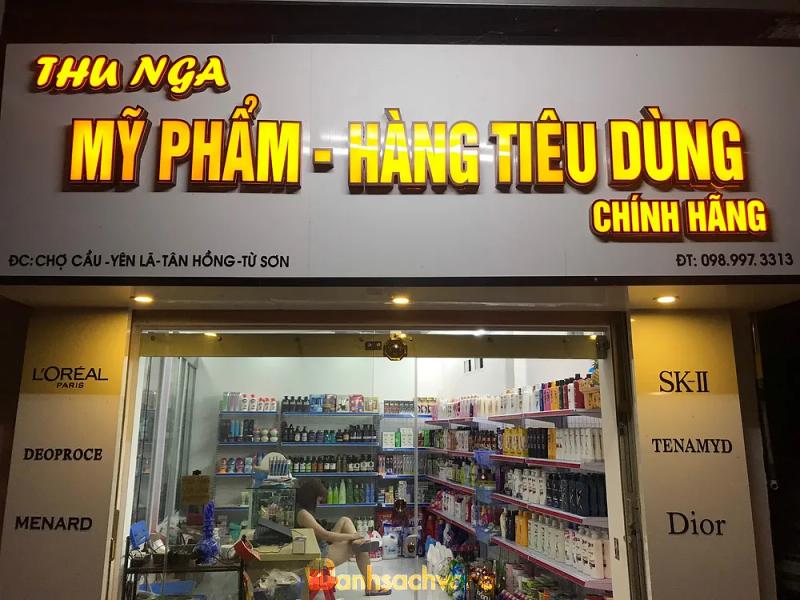 THU NGA
MỸ PHẨM - HÀNG TIÊU DÙNG
CHÍNH HÃNG
ĐC: CHỢ CẦU -YÊN LÃ-TÂN HỒNG-TỪ SƠN
ĐT: 098.997.3313
L'ORÉAL
PARIS
DEOPROCE
MENARD
SK-II
TENAMYD
Dior
Danhsachvang